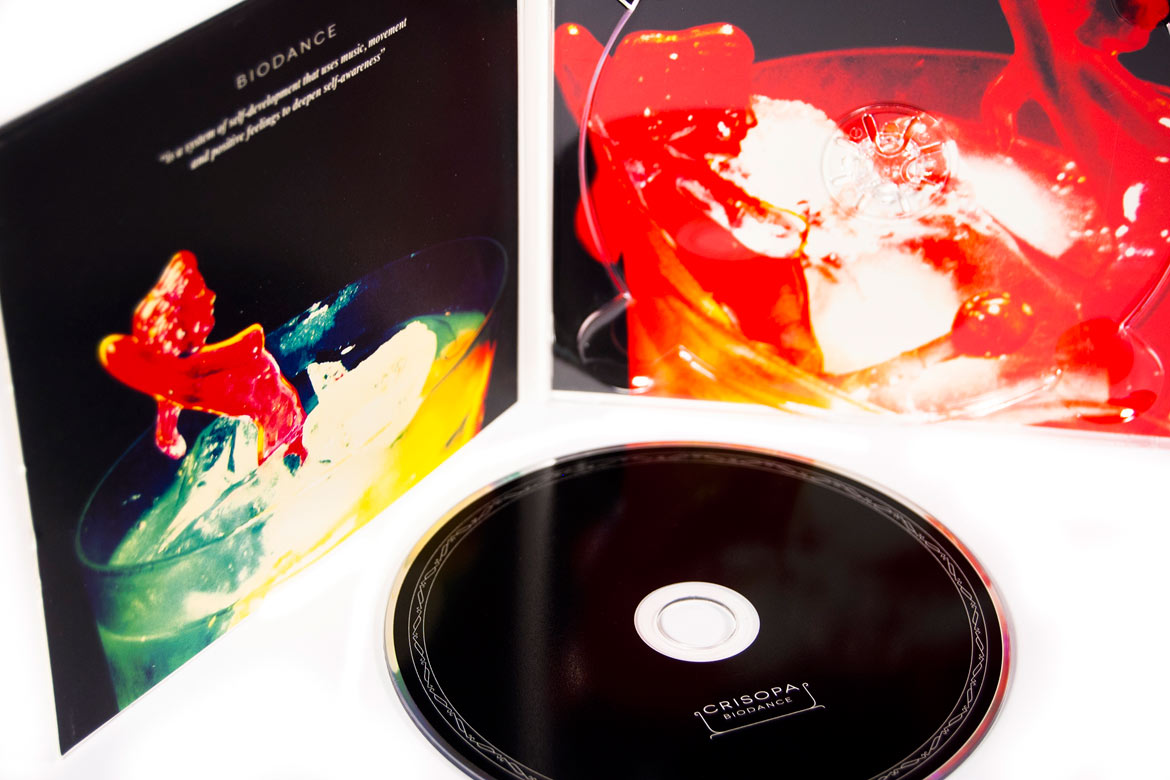 BIODANCE
"Is a system of self-development that uses music, movement
and positive feelings to deepen self-awareness"
CRISOPA
BIODANCE